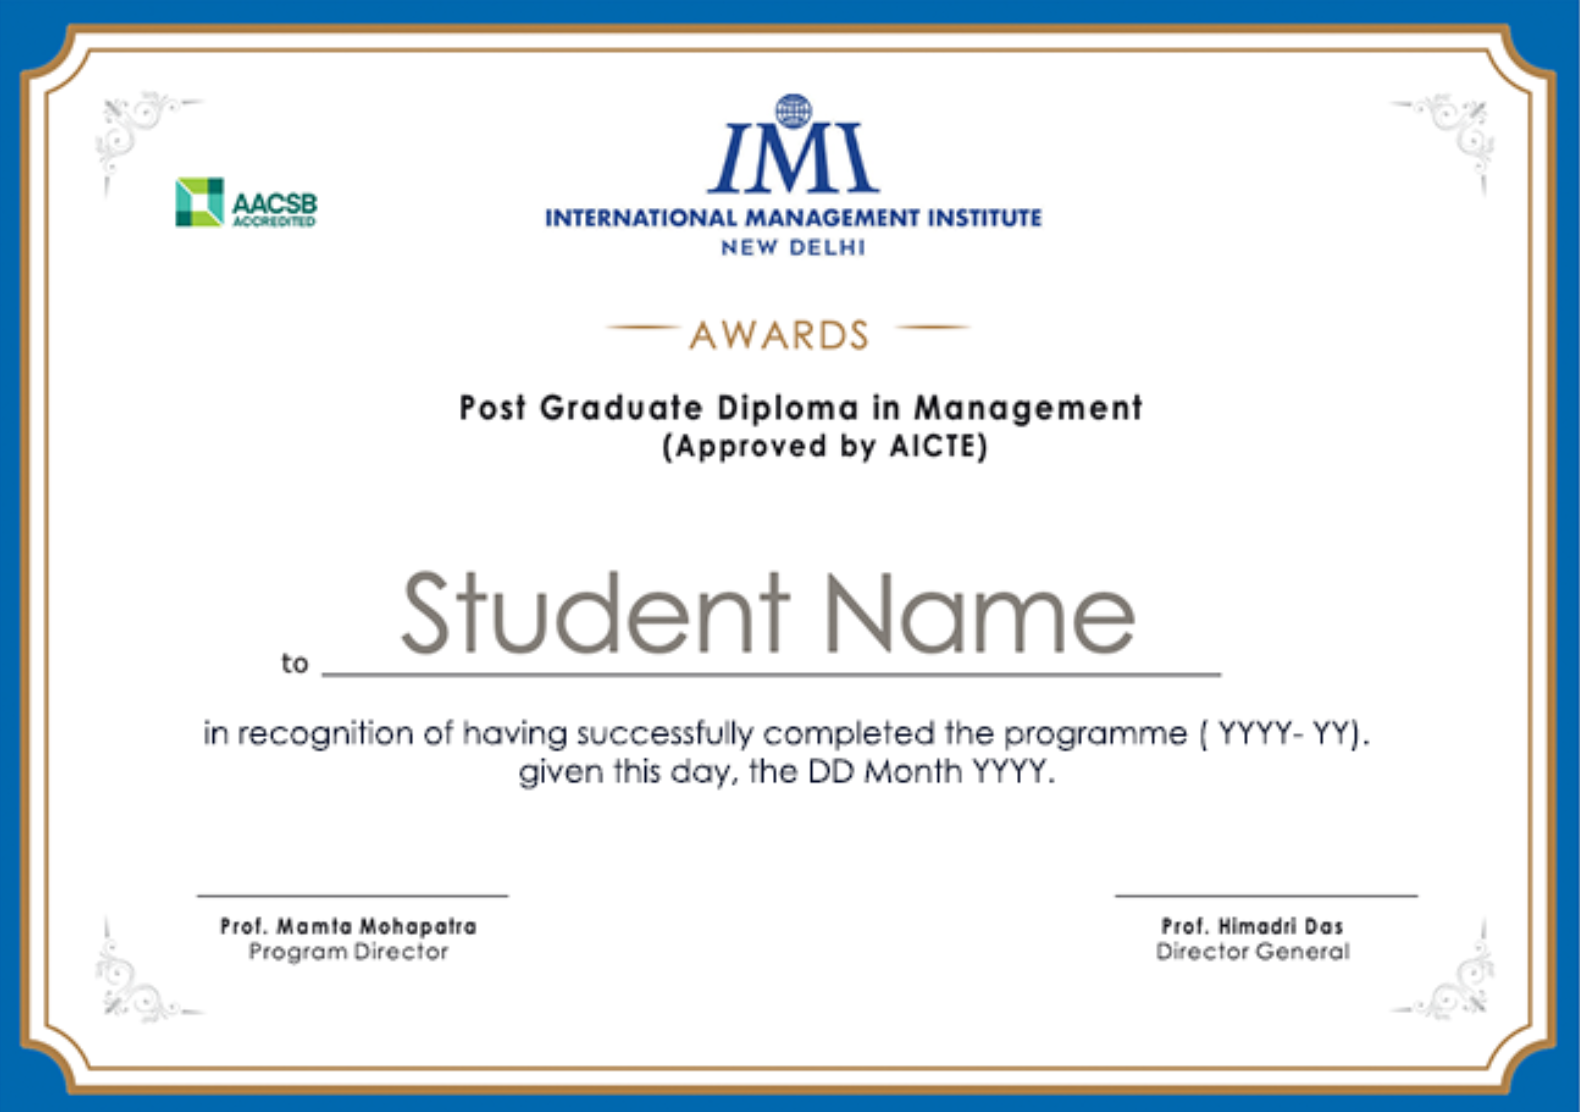 AACSB
ACCREDITED
IMI
INTERNATIONAL MANAGEMENT INSTITUTE
NEW DELHI
AWARDS
Post Graduate Diploma in Management
(Approved by AICTE)
Student Name
to
in recognition of having successfully completed the programme ( YYYY- YY).
given this day, the DD Month YYYY.
Prof. Mamta Mohapatra
Program Director
Prof. Himadri Das
Director General